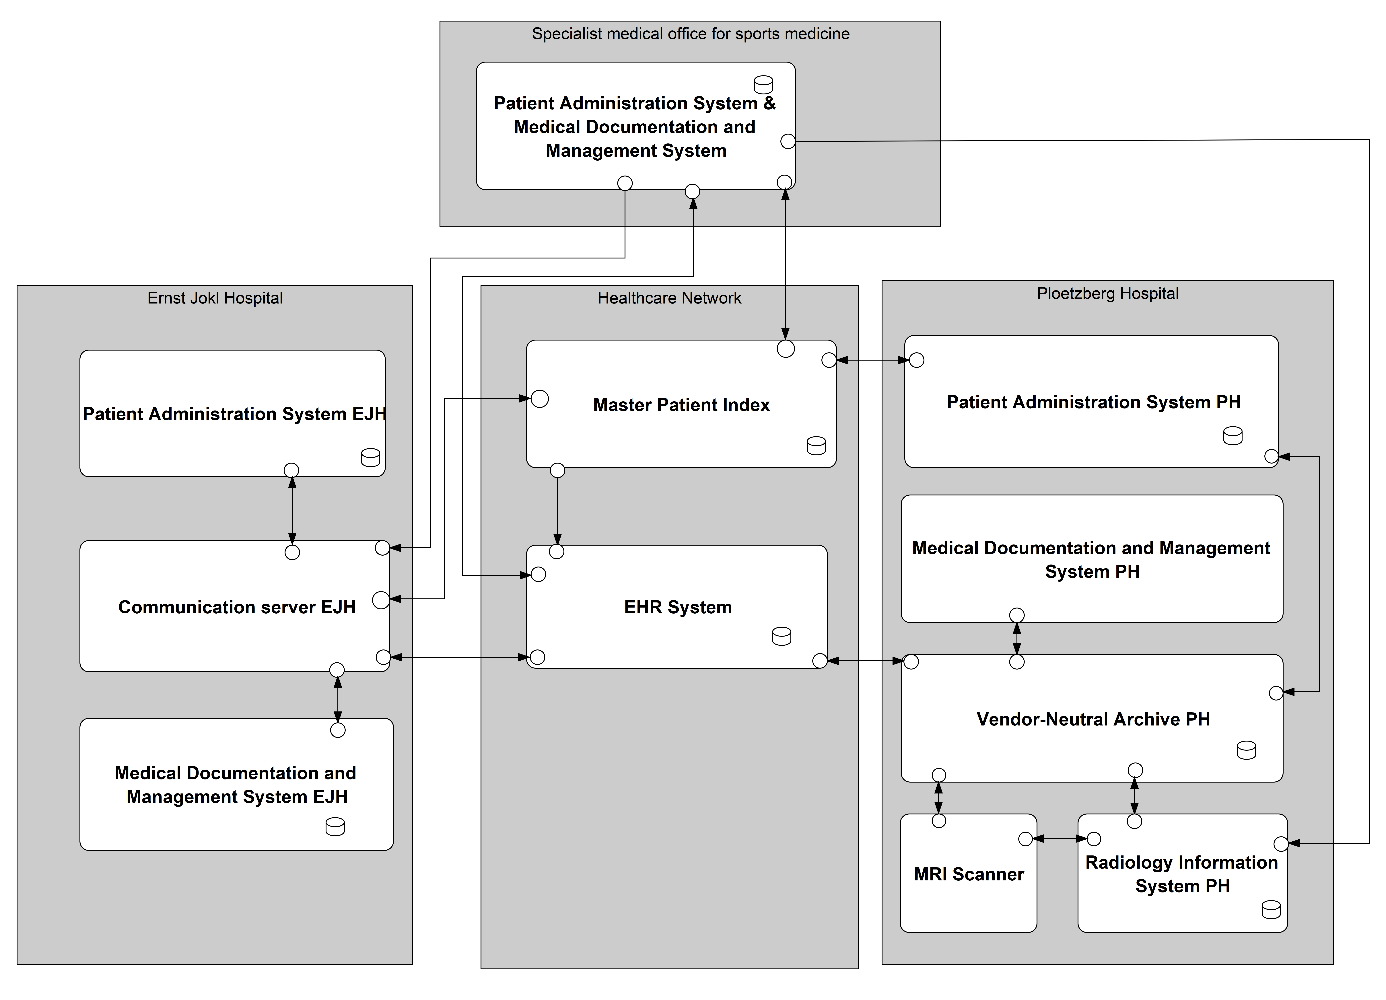 Specialist medical office for sports medicine
Patient Administration System &
Medical Documentation and
Management System
Ernst Jokl Hospital
Patient Administration System EJH
Communication server EJH
Medical Documentation and
Management System EJH
Healthcare Network
Master Patient Index
EHR System
Ploetzberg Hospital
Patient Administration System PH
Medical Documentation and Management
System PH
Vendor-Neutral Archive PH
MRI Scanner
Radiology Information
System PH